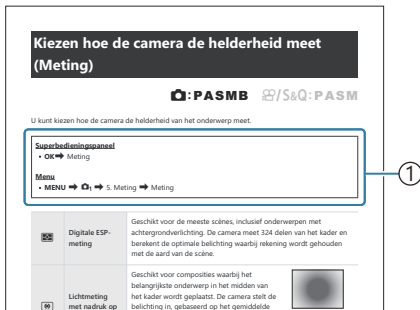 Kiezen hoe de camera de helderheid meet
(Meting)
: PASMB /S&Q: PASM
U kunt kiezen hoe de camera de helderheid van het onderwerp meet.
Superbedieningspaneel
• OK ➡ Meting
1
Menu
• MENU ➡ 1 ➡ 5. Meting ➡ Meting
Digitale ESP-
meting
Geschikt voor de meeste scènes, inclusief onderwerpen met
achtergrondverlichting. De camera meet 324 delen van het kader en
berekent de optimale belichting waarbij rekening wordt gehouden
met de aard van de scène.
Lichtmeting
met nadruk op
Geschikt voor composities waarbij het
belangrijkste onderwerp in het midden van
het kader wordt geplaatst. De camera stelt de
belichting in, gebaseerd op het gemiddelde